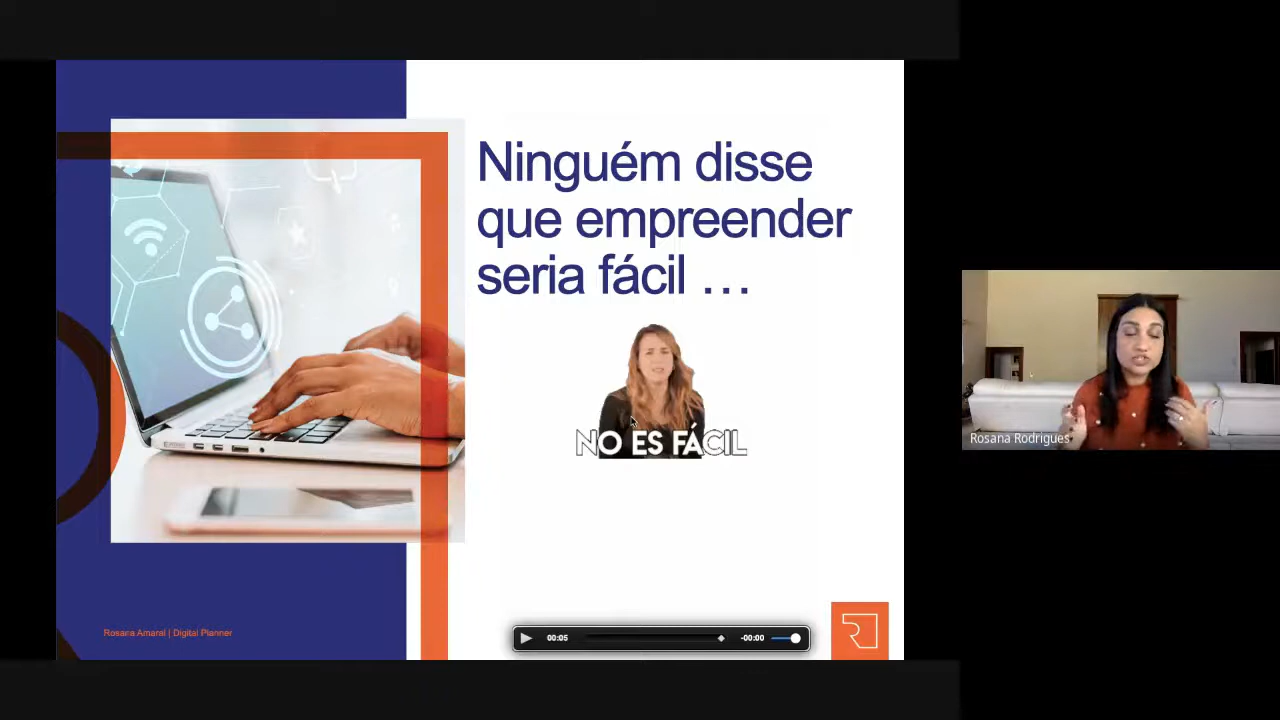 Ninguém disse
que empreender
seria fácil ...
NO ES FÁCIL
Rosana Rodrigues
Rosana Amaral | Digital Planner
00:05
-00:00